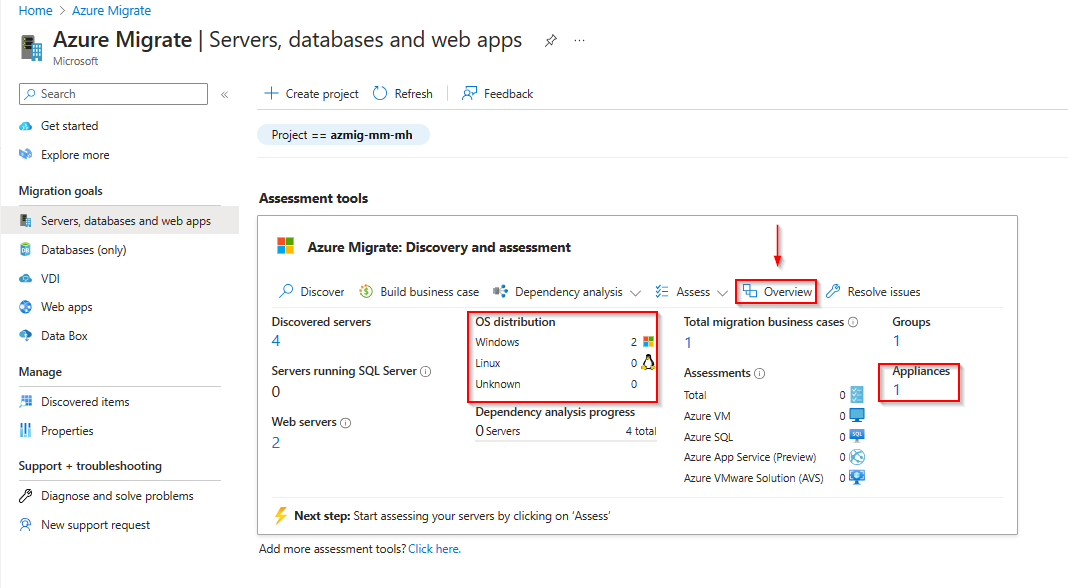 Home > Azure Migrate
Azure Migrate | Servers, databases and web apps
Microsoft
Search
Get started
Explore more
Migration goals
Servers, databases and web apps
Databases (only)
VDI
Web apps
Data Box
Manage
Discovered items
Properties
Support + troubleshooting
Diagnose and solve problems
New support request
Create project Refresh Feedback
Project == azmig-mm-mh
Assessment tools
Azure Migrate: Discovery and assessment
Discover Build business case Dependency analysis Assess Overview Resolve issues
Discovered servers
4
Servers running SQL Server
0
Web servers
2
OS distribution
Windows 2
Linux 0
Unknown 0
Dependency analysis progress
0 Servers 4 total
Total migration business cases
1
Assessments
Total 0
Azure VM 0
Azure SQL 0
SQL
Azure App Service (Preview) 0
Azure VMware Solution (AVS) 0
Groups
1
Appliances
1
Next step: Start assessing your servers by clicking on 'Assess'
Add more assessment tools? Click here.